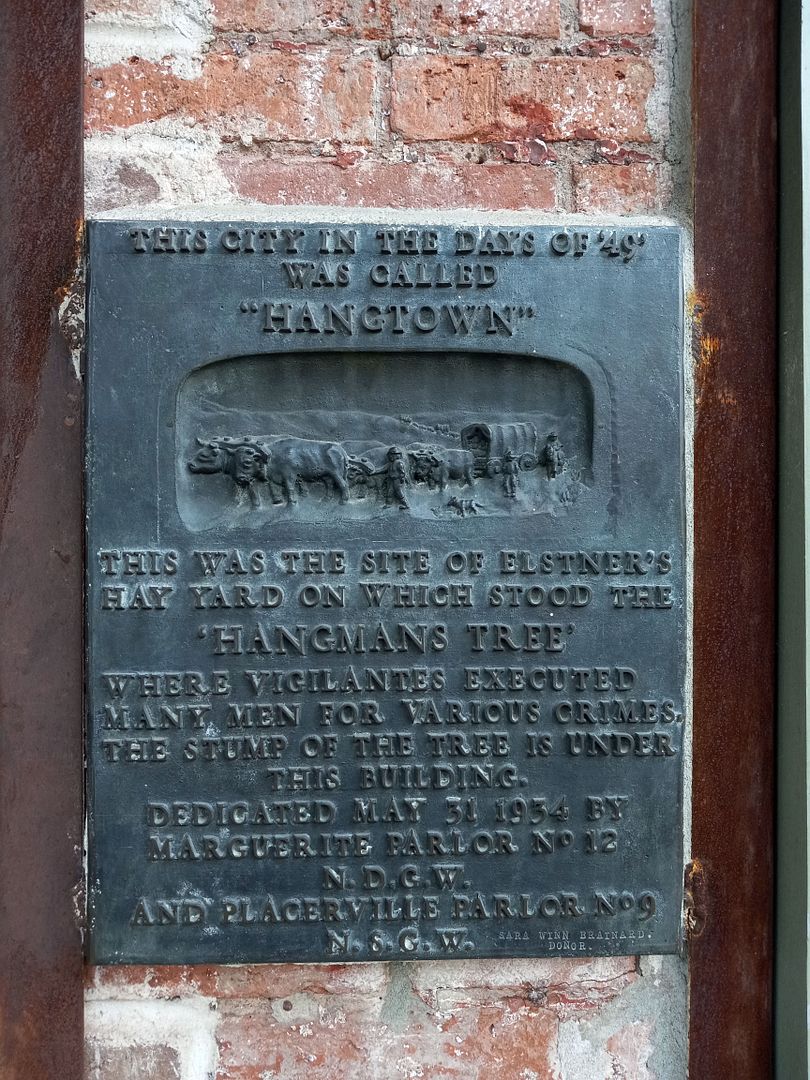 THIS CITY IN THE DAYS OF '49'
WAS CALLED
"HANGTOWN"
THIS WAS THE SITE OF ELSTNER'S
HAY YARD ON WHICH STOOD THE
'HANGMANS TREE'
WHERE VIGILANTES EXECUTED
MANY MEN FOR VARIOUS CRIMES.
THE STUMP OF THE TREE IS UNDER
THIS BUILDING.
DEDICATED MAY 31 1934 BY
MARGUERITE PARLOR Nº 12
N.D.G.W.
AND PLACERVILLE PARLOR Nº 9
N.S.G.W.
SARA WINN BRAINARD.
DONOR.